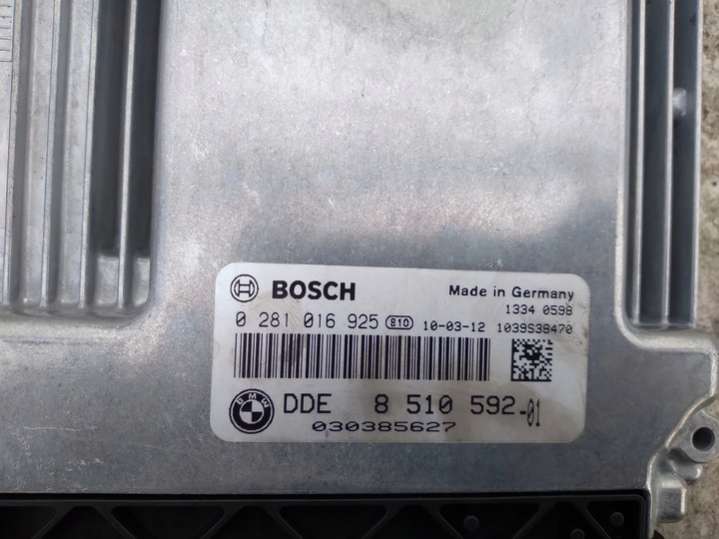 BOSCH Made in Germany
1334 0598
0 281 016 925 810 10-03-12 1039S38470
BMW DDE 8 510 592-01
030385627